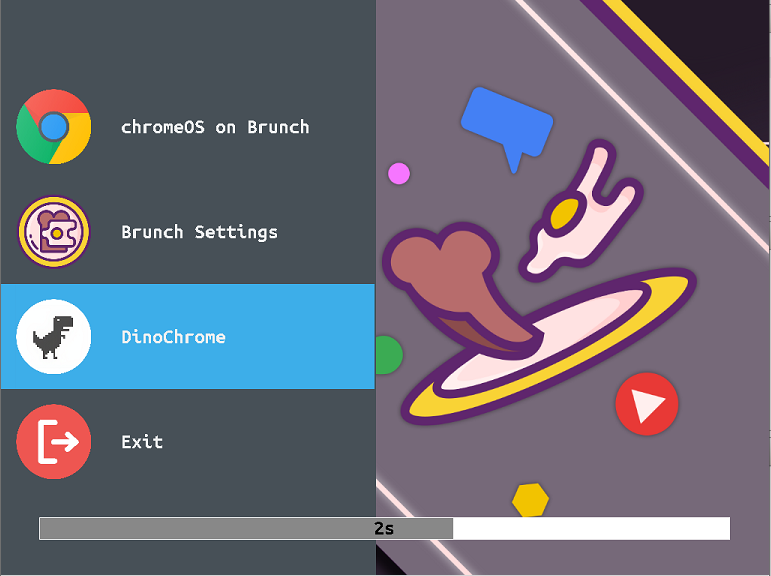 chromeOS on Brunch
Brunch Settings
DinoChrome
Exit
2s